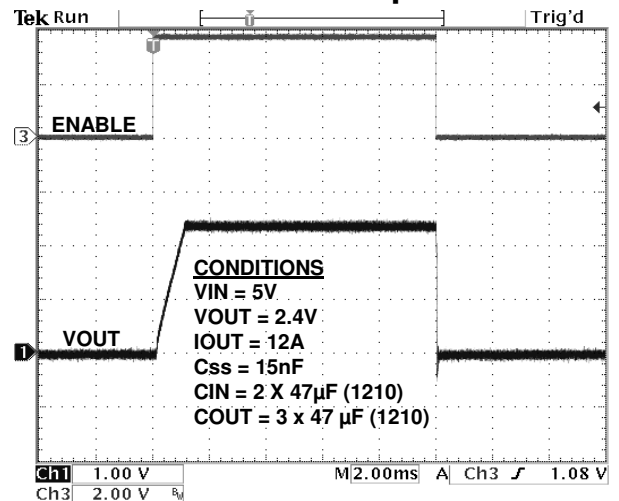 Tek Run
Trig'd
T
T
ENABLE
3
CONDITIONS
VIN = 5V
VOUT = 2.4V
IOUT = 12A
Css = 15nF
CIN = 2 X 47µF (1210)
COUT = 3 x 47 µF (1210)
VOUT
1
Ch1 1.00 V M 2.00ms A Ch3 1.08 V
Ch3 2.00 V BW